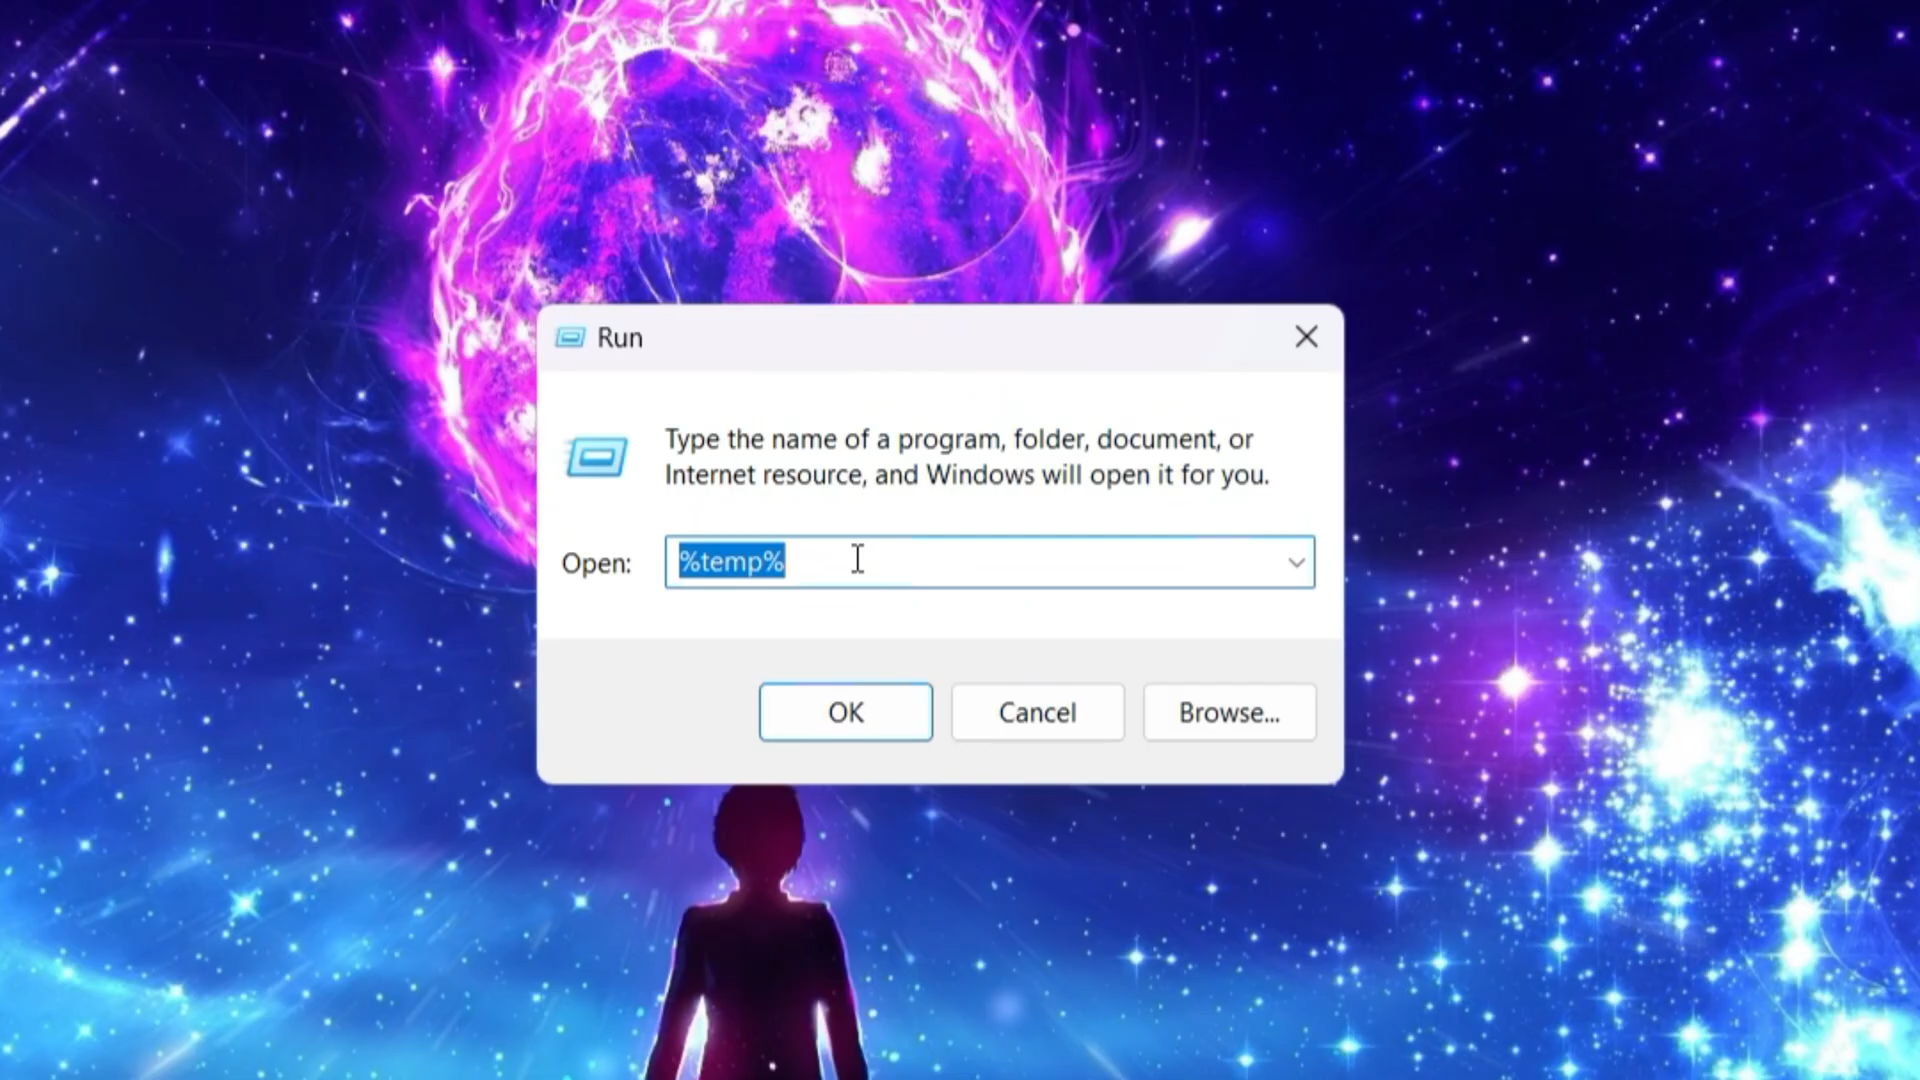 Run
Type the name of a program, folder, document, or
Internet resource, and Windows will open it for you.
Open: %temp%
OK Cancel Browse...